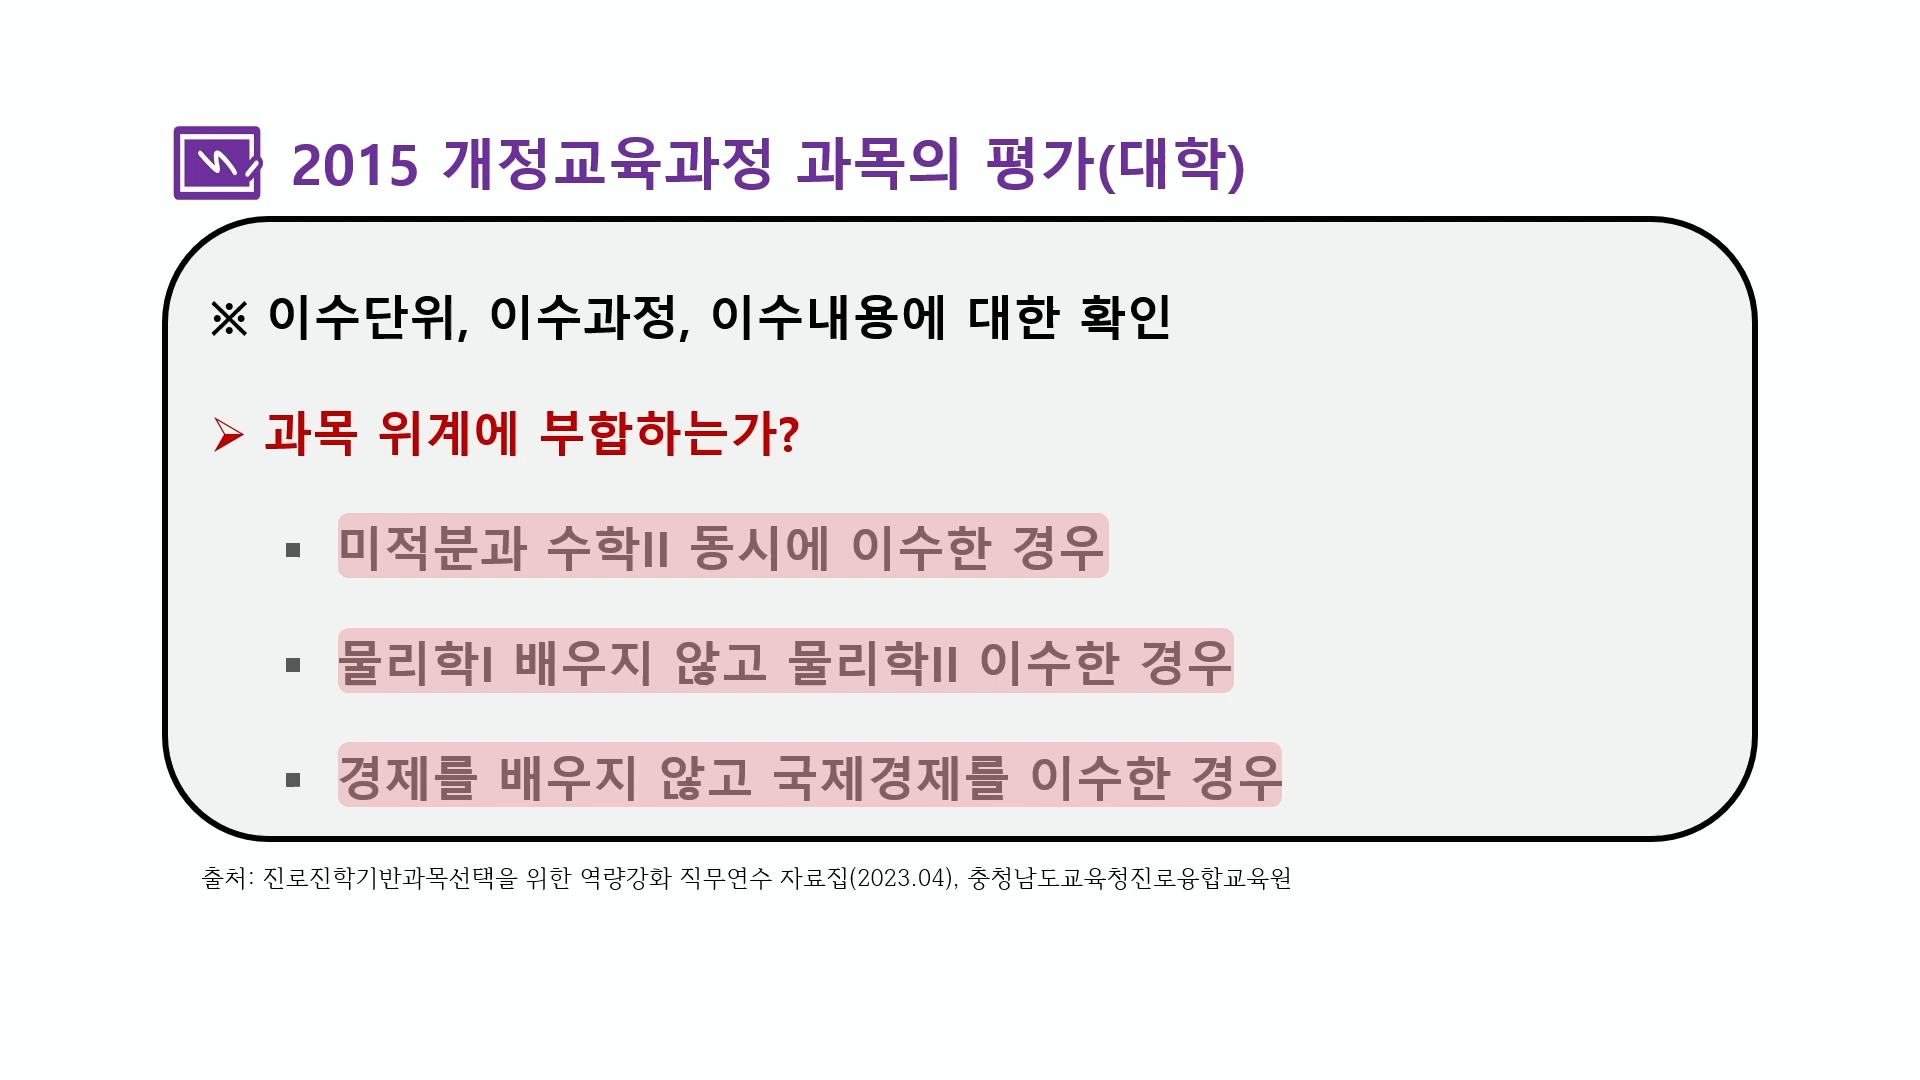 2015 개정교육과정 과목의 평가(대학)
※ 이수단위, 이수과정, 이수내용에 대한 확인
➢ 과목 위계에 부합하는가?
▪ 미적분과 수학II 동시에 이수한 경우
▪ 물리학I 배우지 않고 물리학II 이수한 경우
▪ 경제를 배우지 않고 국제경제를 이수한 경우
출처: 진로진학기반과목선택을 위한 역량강화 직무연수 자료집(2023.04), 충청남도교육청진로융합교육원